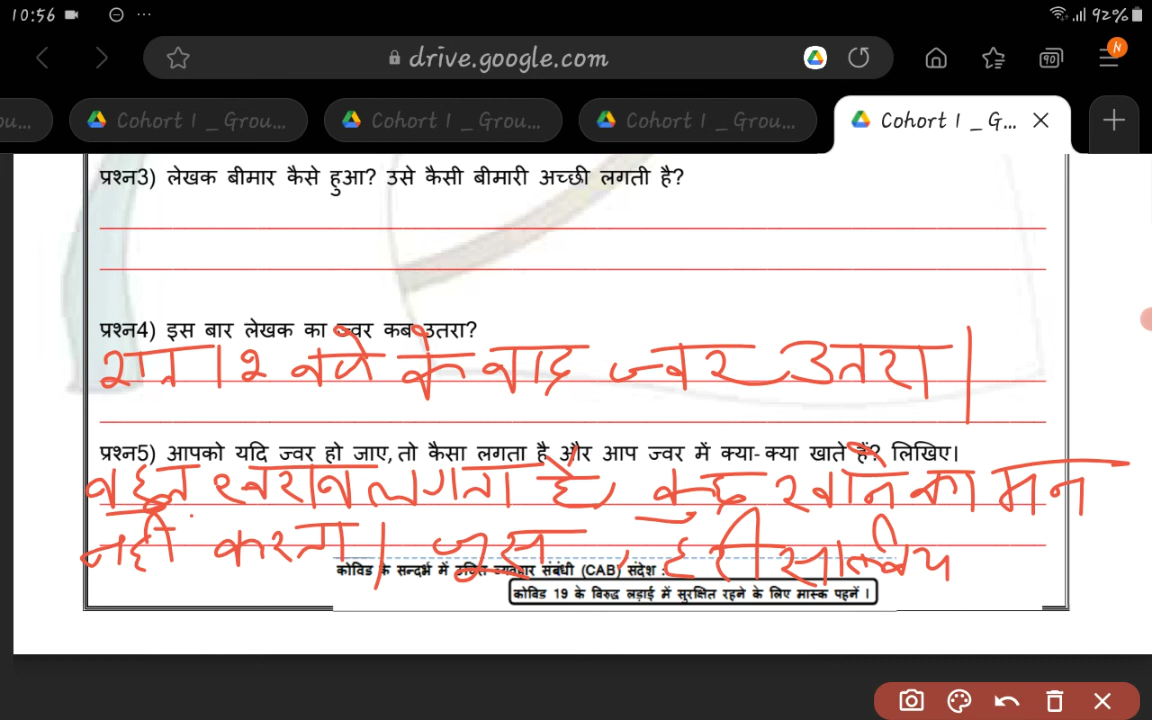 10:56 ··· 92%
drive.google.com 90 N
ou... Cohort 1 _ Grou... Cohort 1 _ Grou... Cohort 1 _ Grou... Cohort 1 _ G...
प्रश्न3) लेखक बीमार कैसे हुआ? उसे कैसी बीमारी अच्छी लगती है?
प्रश्न4) इस बार लेखक का ज्वर कब उतरा?
रात 12 बजे के बाद ज्वर उतरा।
प्रश्न5) आपको यदि ज्वर हो जाए, तो कैसा लगता है और आप ज्वर में क्या-क्या खाते हैं? लिखिए।
बहुत खराब लगता है, कुछ खाने का मन
नही करता। जूस, हरी
कोविड के सन्दर्भ में उचित व्यवहार संबंधी (CAB) संदेश :
कोविड 19 के विरुद्ध लड़ाई में सुरक्षित रहने के लिए मास्क पहनें ।